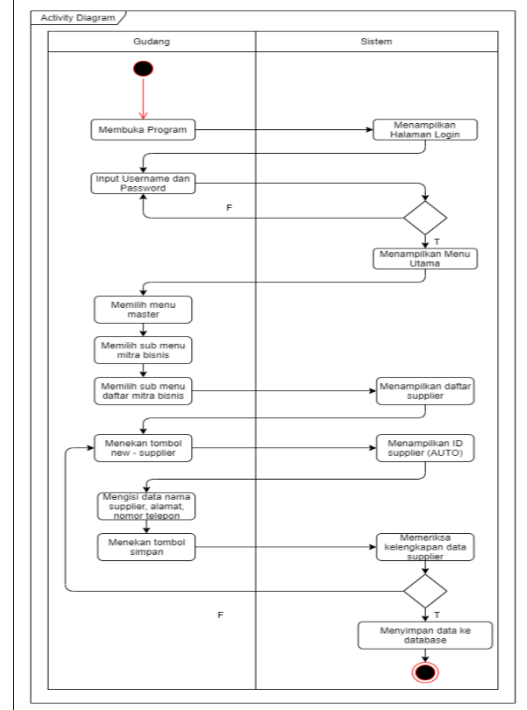 Activity Diagram
Gudang
Sistem
Membuka Program
Menampilkan
Halaman Login
Input Username dan
Password
F
T
Menampilkan Menu
Utama
Memilih menu
master
Memilih sub menu
mitra bisnis
Memilih sub menu
daftar mitra bisnis
Menampilkan daftar
supplier
Menekan tombol
new - supplier
Menampilkan ID
supplier (AUTO)
Mengisi data nama
supplier, alamat,
nomor telepon
Menekan tombol
simpan
Memeriksa
kelengkapan data
supplier
F
T
Menyimpan data ke
database